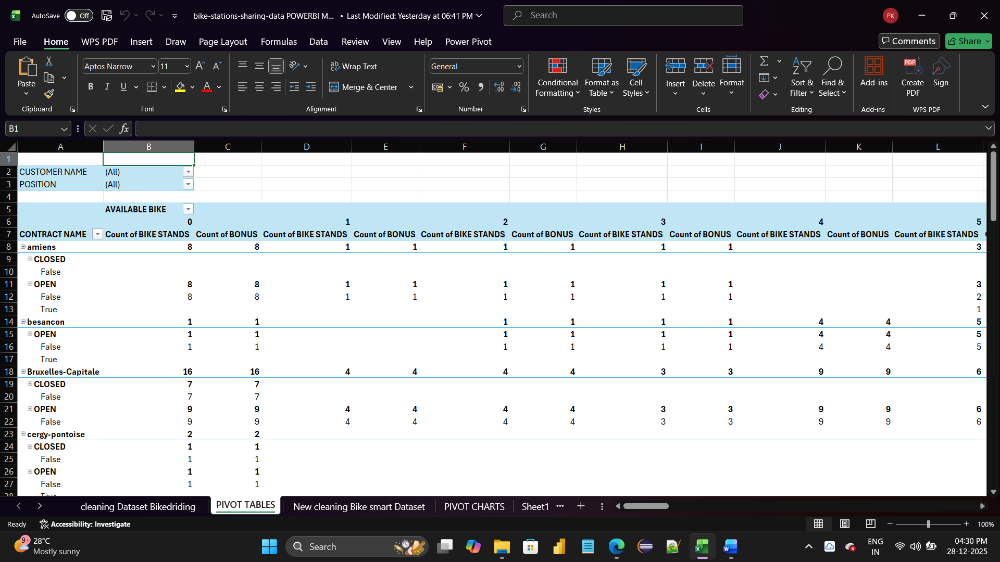 AutoSave Off bike-stations-sharing-data POWERBI M... • Last Modified: Yesterday at 06:41 PM Search PK
File Home WPS PDF Insert Draw Page Layout Formulas Data Review View Help Power Pivot Comments Share
Paste Aptos Narrow 11 Wrap Text General Conditional Formatting Format as Table Cell Styles Insert Delete Format Sort & Filter Find & Select Add-ins Create PDF Sign
B I U A Merge & Center % .00 .00
Clipboard Font Alignment Number Styles Cells Editing Add-ins WPS PDF
B1 fx
A B C D E F G H I J K L
1
2 CUSTOMER NAME (All)
3 POSITION (All)
4
5 AVAILABLE BIKE
6 0 1 2 3 4 5
7 CONTRACT NAME Count of BIKE STANDS Count of BONUS Count of BIKE STANDS Count of BONUS Count of BIKE STANDS Count of BONUS Count of BIKE STANDS Count of BONUS Count of BIKE STANDS Count of BONUS Count of BIKE STANDS
8 amiens 8 8 1 1 1 1 1 1 3
9 CLOSED
10 False
11 OPEN 8 8 1 1 1 1 1 1 3
12 False 8 8 1 1 1 1 1 1 2
13 True 1
14 besancon 1 1 1 1 1 1 4 4 5
15 OPEN 1 1 1 1 1 1 4 4 5
16 False 1 1 1 1 1 1 4 4 5
17 True
18 Bruxelles-Capitale 16 16 4 4 4 4 3 3 9 9 6
19 CLOSED 7 7
20 False 7 7
21 OPEN 9 9 4 4 4 4 3 3 9 9 6
22 False 9 9 4 4 4 4 3 3 9 9 6
23 cergy-pontoise 2 2
24 CLOSED 1 1
25 False 1 1
26 OPEN 1 1
27 False 1 1
cleaning Dataset Bikedriding PIVOT TABLES New cleaning Bike smart Dataset PIVOT CHARTS Sheet1 ...
Ready Accessibility: Investigate 100%
9+ 28°C
Mostly sunny
Search
ENG
IN
04:30 PM
28-12-2025